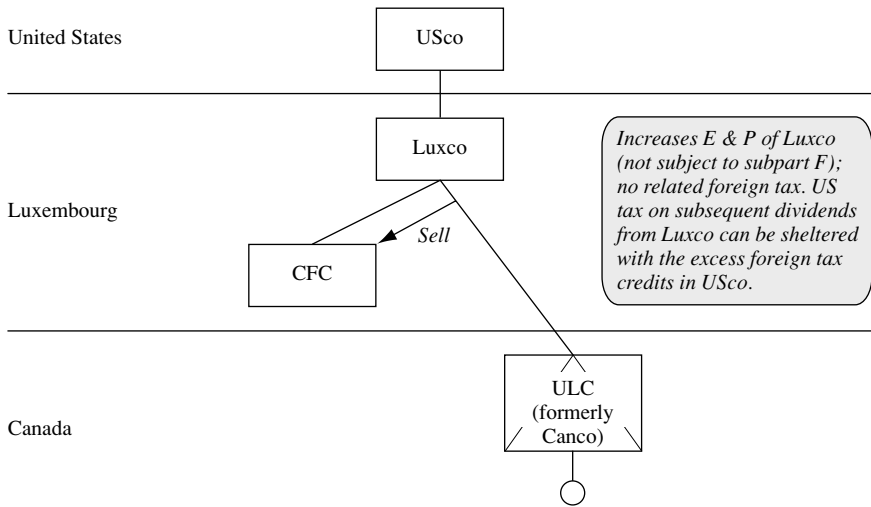 United States
USco
Luxembourg
Luxco
Sell
CFC
Increases E & P of Luxco
(not subject to subpart F);
no related foreign tax. US
tax on subsequent dividends
from Luxco can be sheltered
with the excess foreign tax
credits in USco.
Canada
ULC
(formerly
Canco)